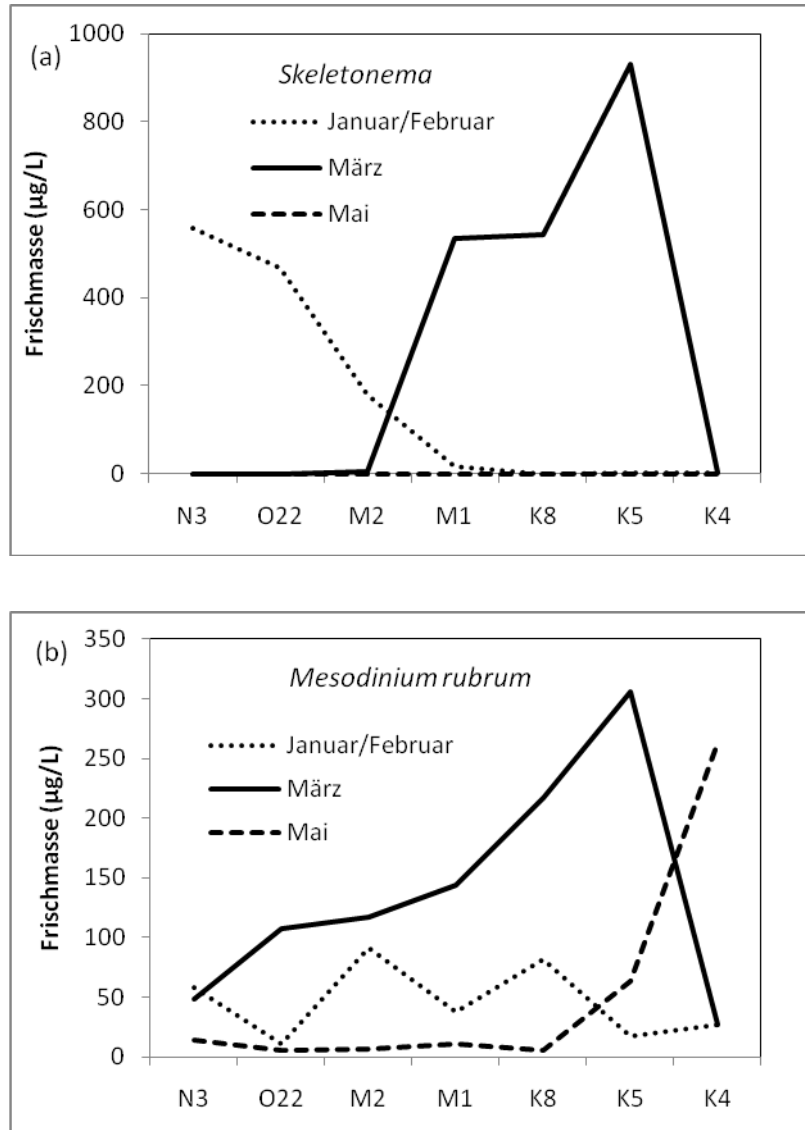 (a)
Skeletonema
Januar/Februar
März
Mai
Frischmasse (µg/L)
1000
800
600
400
200
0
N3 O22 M2 M1 K8 K5 K4
(b)
Mesodinium rubrum
Januar/Februar
März
Mai
Frischmasse (µg/L)
350
300
250
200
150
100
50
0
N3 O22 M2 M1 K8 K5 K4